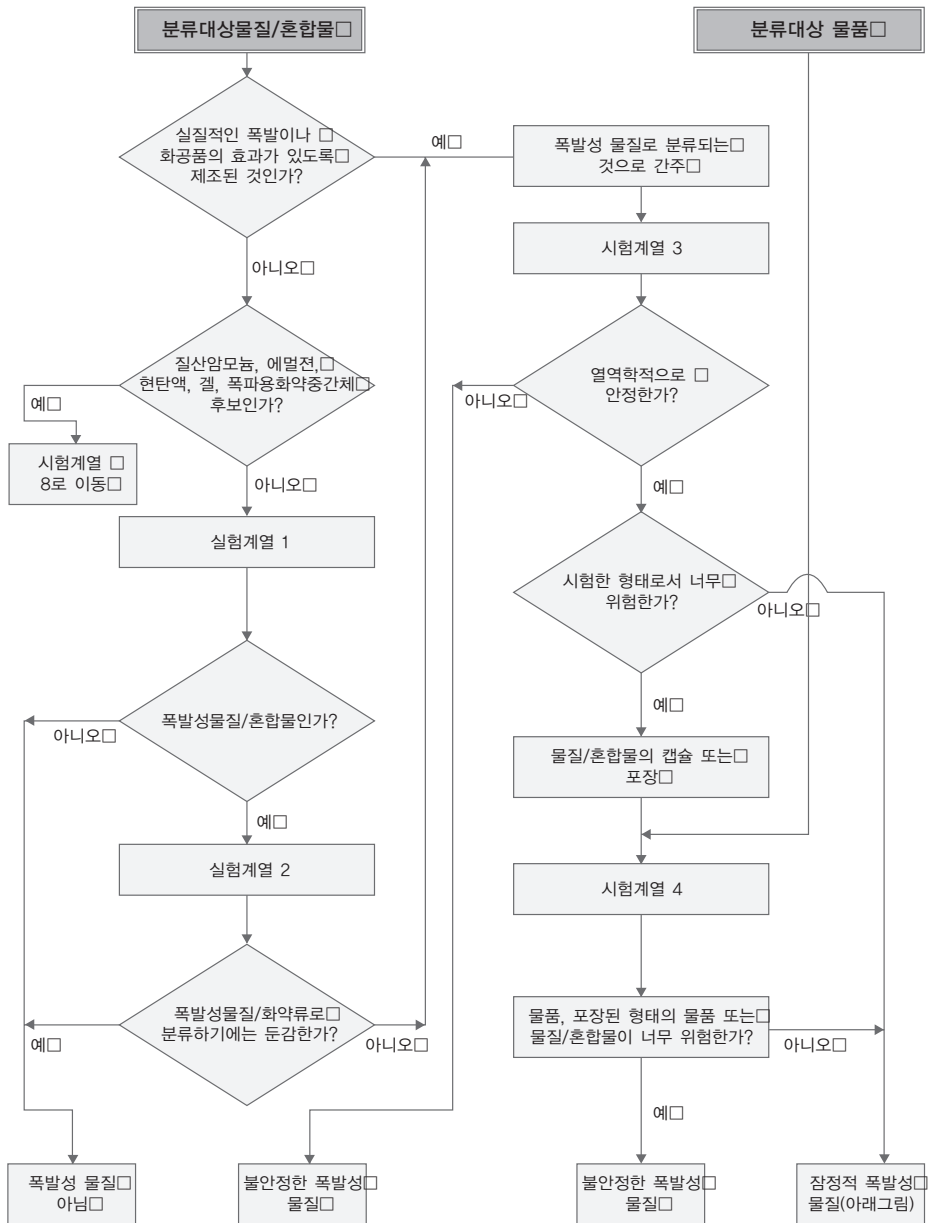 분류대상물질/혼합물□
분류대상 물품□
실질적인 폭발이나 □
화공품의 효과가 있도록□
제조된 것인가?
예□
폭발성 물질로 분류되는□
것으로 간주□
시험계열 3
아니오□
질산암모늄, 에멀젼,□
현탄액, 겔, 폭파용화약중간체□
후보인가?
예□
시험계열 □
8로 이동□
열역학적으로 □
안정한가?
아니오□
아니오□
예□
실험계열 1
시험한 형태로서 너무□
위험한가?
아니오□
폭발성물질/혼합물인가?
아니오□
예□
예□
물질/혼합물의 캡슐 또는□
포장□
실험계열 2
시험계열 4
폭발성물질/화약류로□
분류하기에는 둔감한가?
예□
아니오□
물품, 포장된 형태의 물품 또는□
물질/혼합물이 너무 위험한가?
아니오□
예□
폭발성 물질□
아님□
불안정한 폭발성□
물질□
불안정한 폭발성□
물질□
잠정적 폭발성□
물질(아래그림)